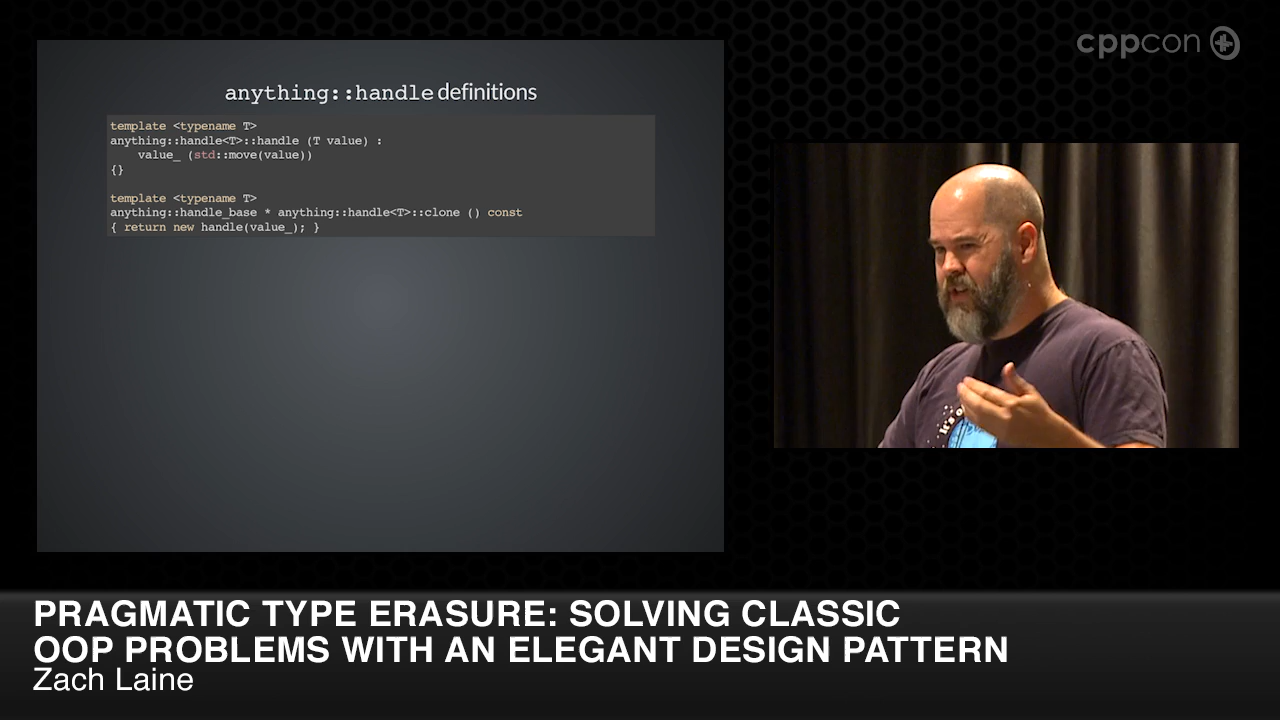 cppcon
anything::handle definitions
template <typename T>
anything::handle<T>::handle (T value) :
value_ (std::move(value))
{}
template <typename T>
anything::handle_base * anything::handle<T>::clone () const
{ return new handle(value_); }
It's o
PRAGMATIC TYPE ERASURE: SOLVING CLASSIC
OOP PROBLEMS WITH AN ELEGANT DESIGN PATTERN
Zach Laine